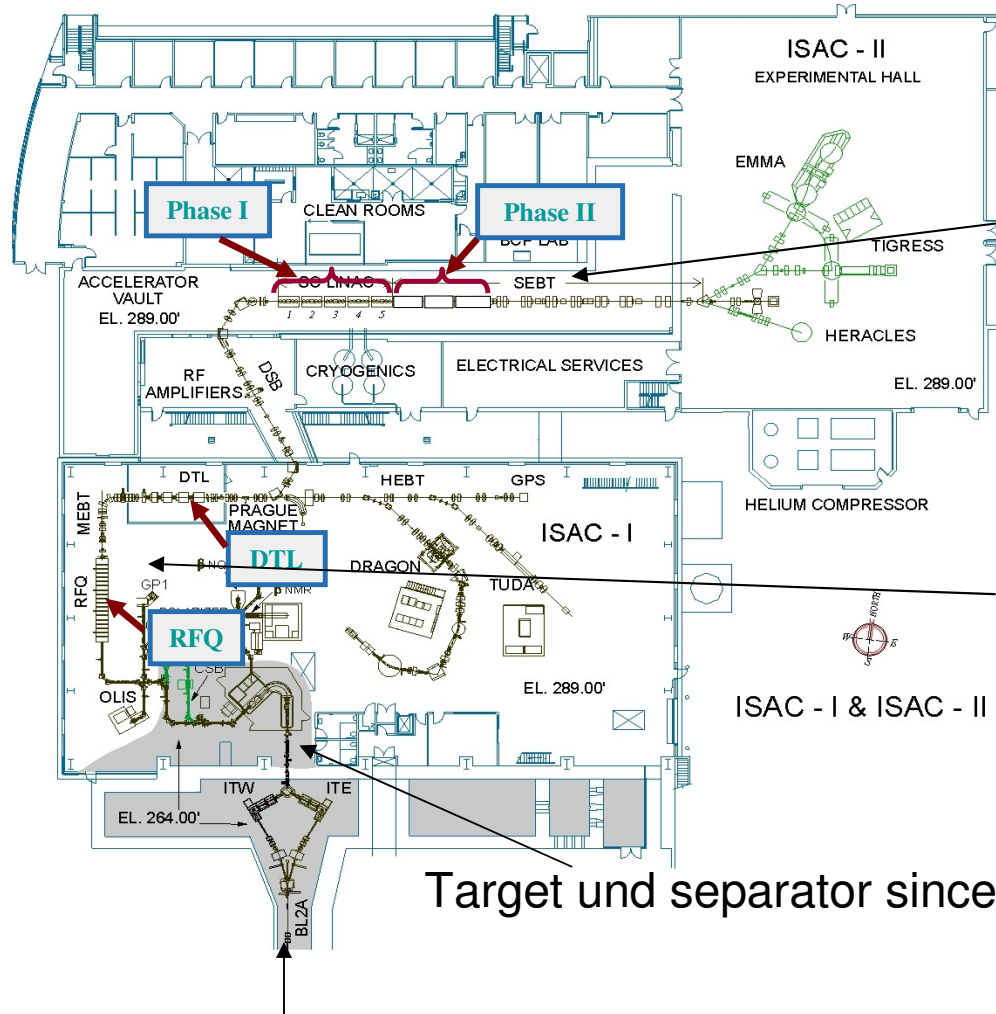 ISAC - II
EXPERIMENTAL HALL
EMMA
Phase I
CLEAN ROOMS
Phase II
BCP LAB
TIGRESS
ACCELERATOR
VAULT
EL. 289.00'
SC LINAC
SEBT
1 2 3 4 5
HERACLES
DSB
RF
AMPLIFIERS
CRYOGENICS
ELECTRICAL SERVICES
EL. 289.00'
HELIUM COMPRESSOR
MEBT
DTL
HEBT
GPS
PRAGUE
MAGNET
ISAC - I
DTL
DRAGON
TUDA
RFQ
GP1
NMR
RFQ
NORTH
W
E
S
OLIS
CSB
EL. 289.00'
ISAC - I & ISAC - II
ITW
ITE
EL. 264.00'
BL2A
Target und separator since